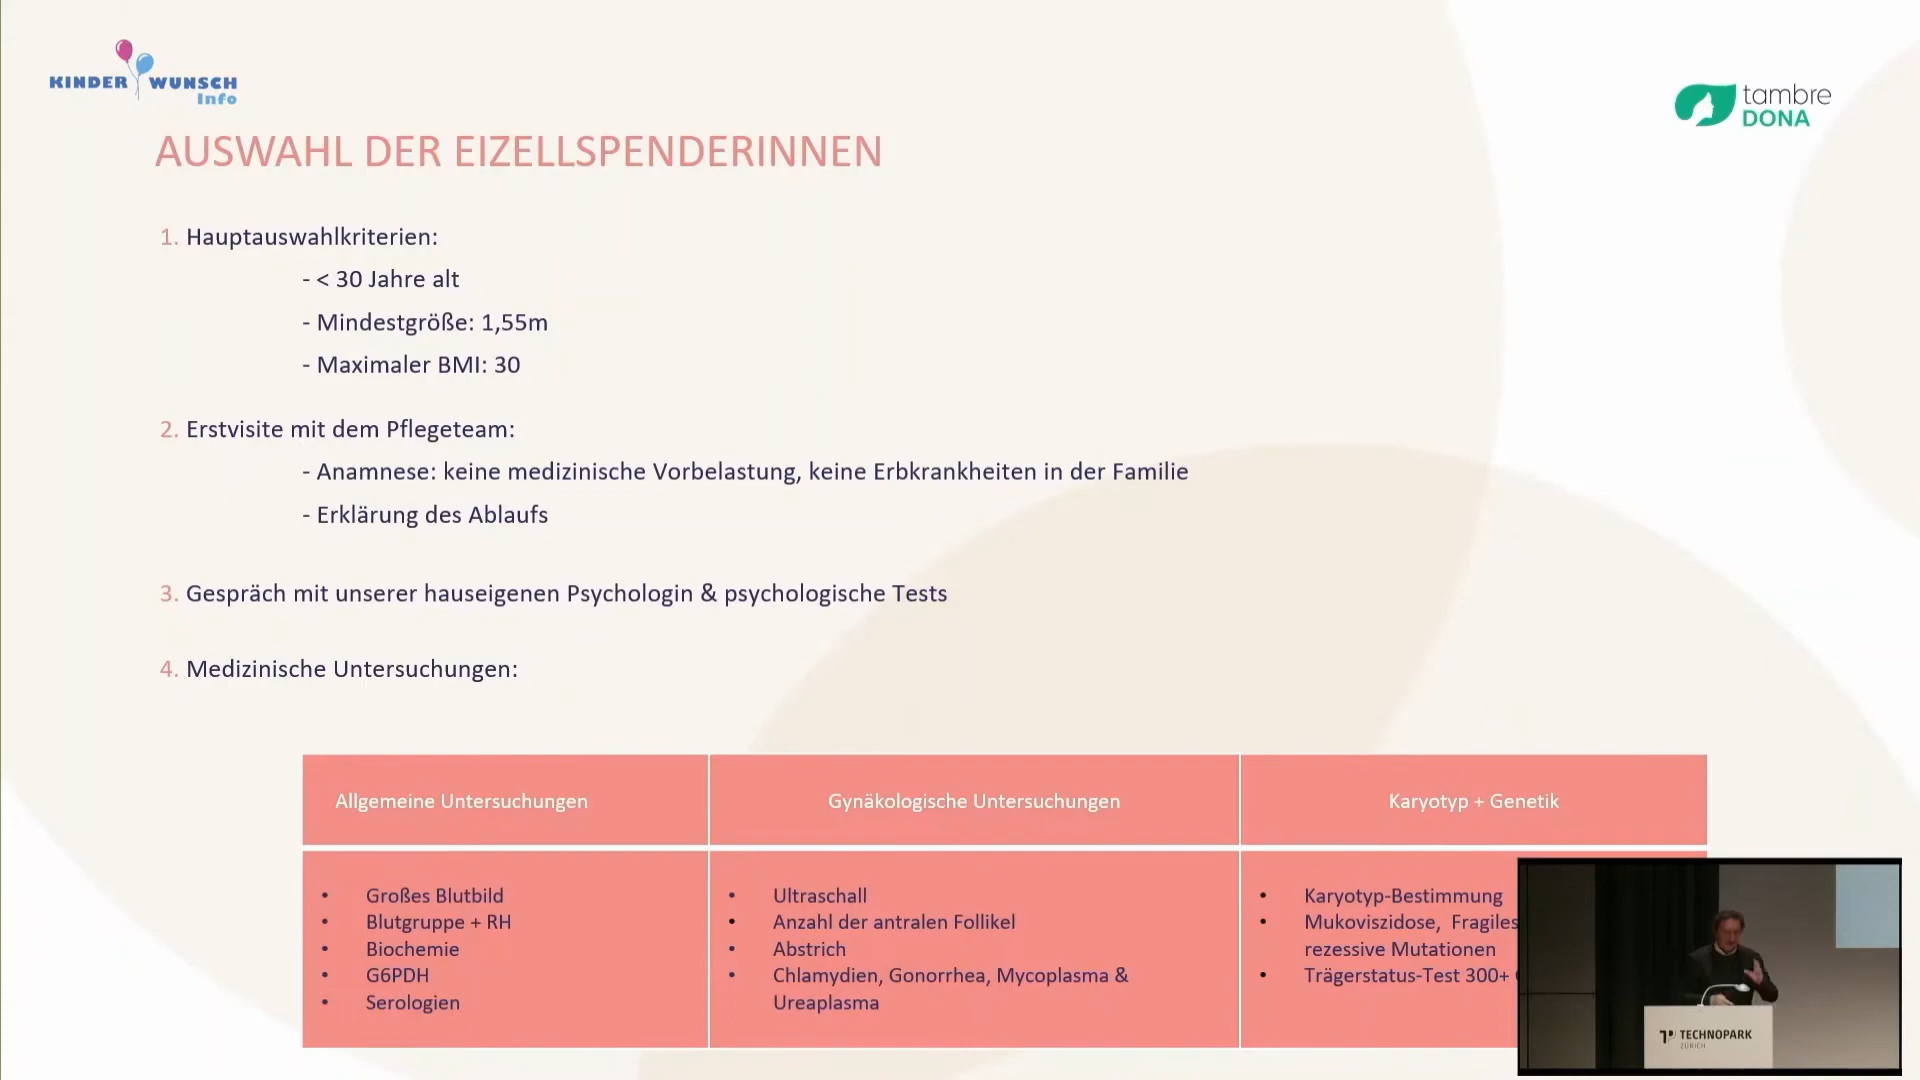 KINDER WUNSCH
Info
tambre
DONA
AUSWAHL DER EIZELLSPENDERINNEN
1. Hauptauswahlkriterien:
- < 30 Jahre alt
- Mindestgröße: 1,55m
- Maximaler BMI: 30
2. Erstvisite mit dem Pflegeteam:
- Anamnese: keine medizinische Vorbelastung, keine Erbkrankheiten in der Familie
- Erklärung des Ablaufs
3. Gespräch mit unserer hauseigenen Psychologin & psychologische Tests
4. Medizinische Untersuchungen:
Allgemeine Untersuchungen
• Großes Blutbild
• Blutgruppe + RH
• Biochemie
• G6PDH
• Serologien
Gynäkologische Untersuchungen
• Ultraschall
• Anzahl der antralen Follikel
• Abstrich
• Chlamydien, Gonorrhea, Mycoplasma &
Ureaplasma
Karyotyp + Genetik
• Karyotyp-Bestimmung
• Mukoviszidose, Fragiles
rezessive Mutationen
• Trägerstatus-Test 300+
TECHNOPARK
ZÜRICH